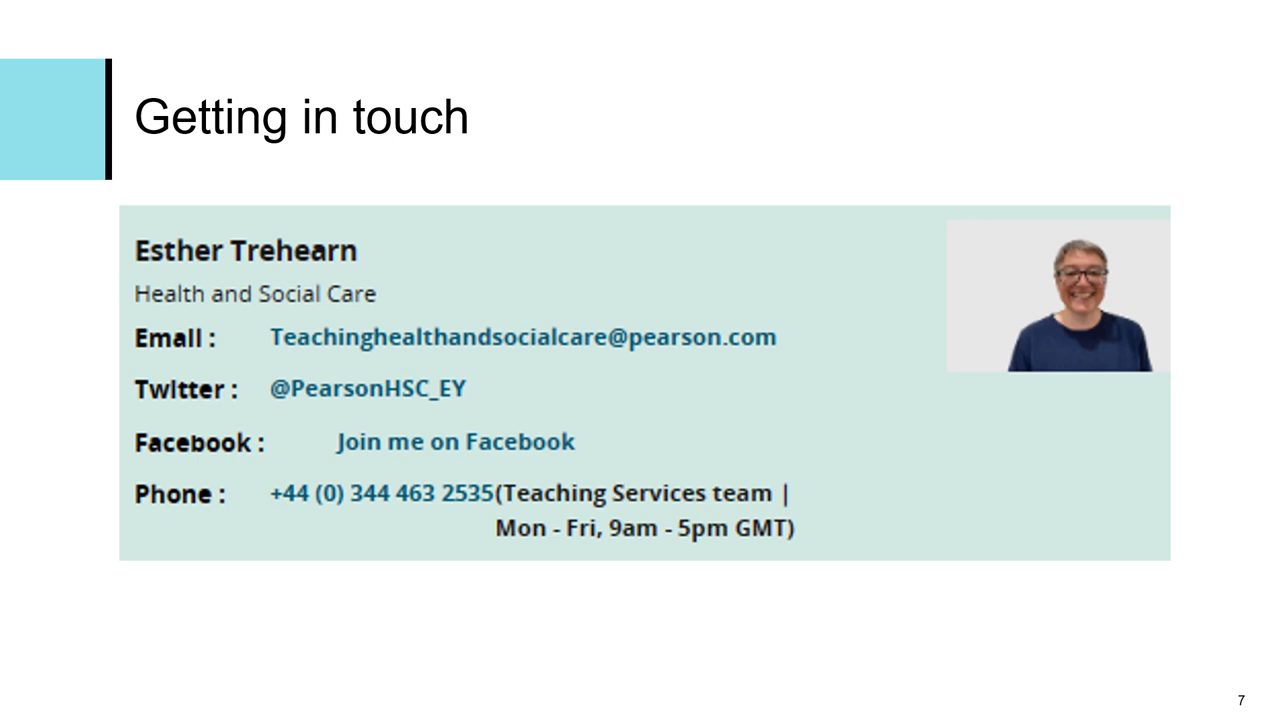 Getting in touch
Esther Trehearn
Health and Social Care
Email : Teachinghealthandsocialcare@pearson.com
Twitter : @PearsonHSC_EY
Facebook : Join me on Facebook
Phone : +44 (0) 344 463 2535(Teaching Services team |
Mon - Fri, 9am - 5pm GMT)
7